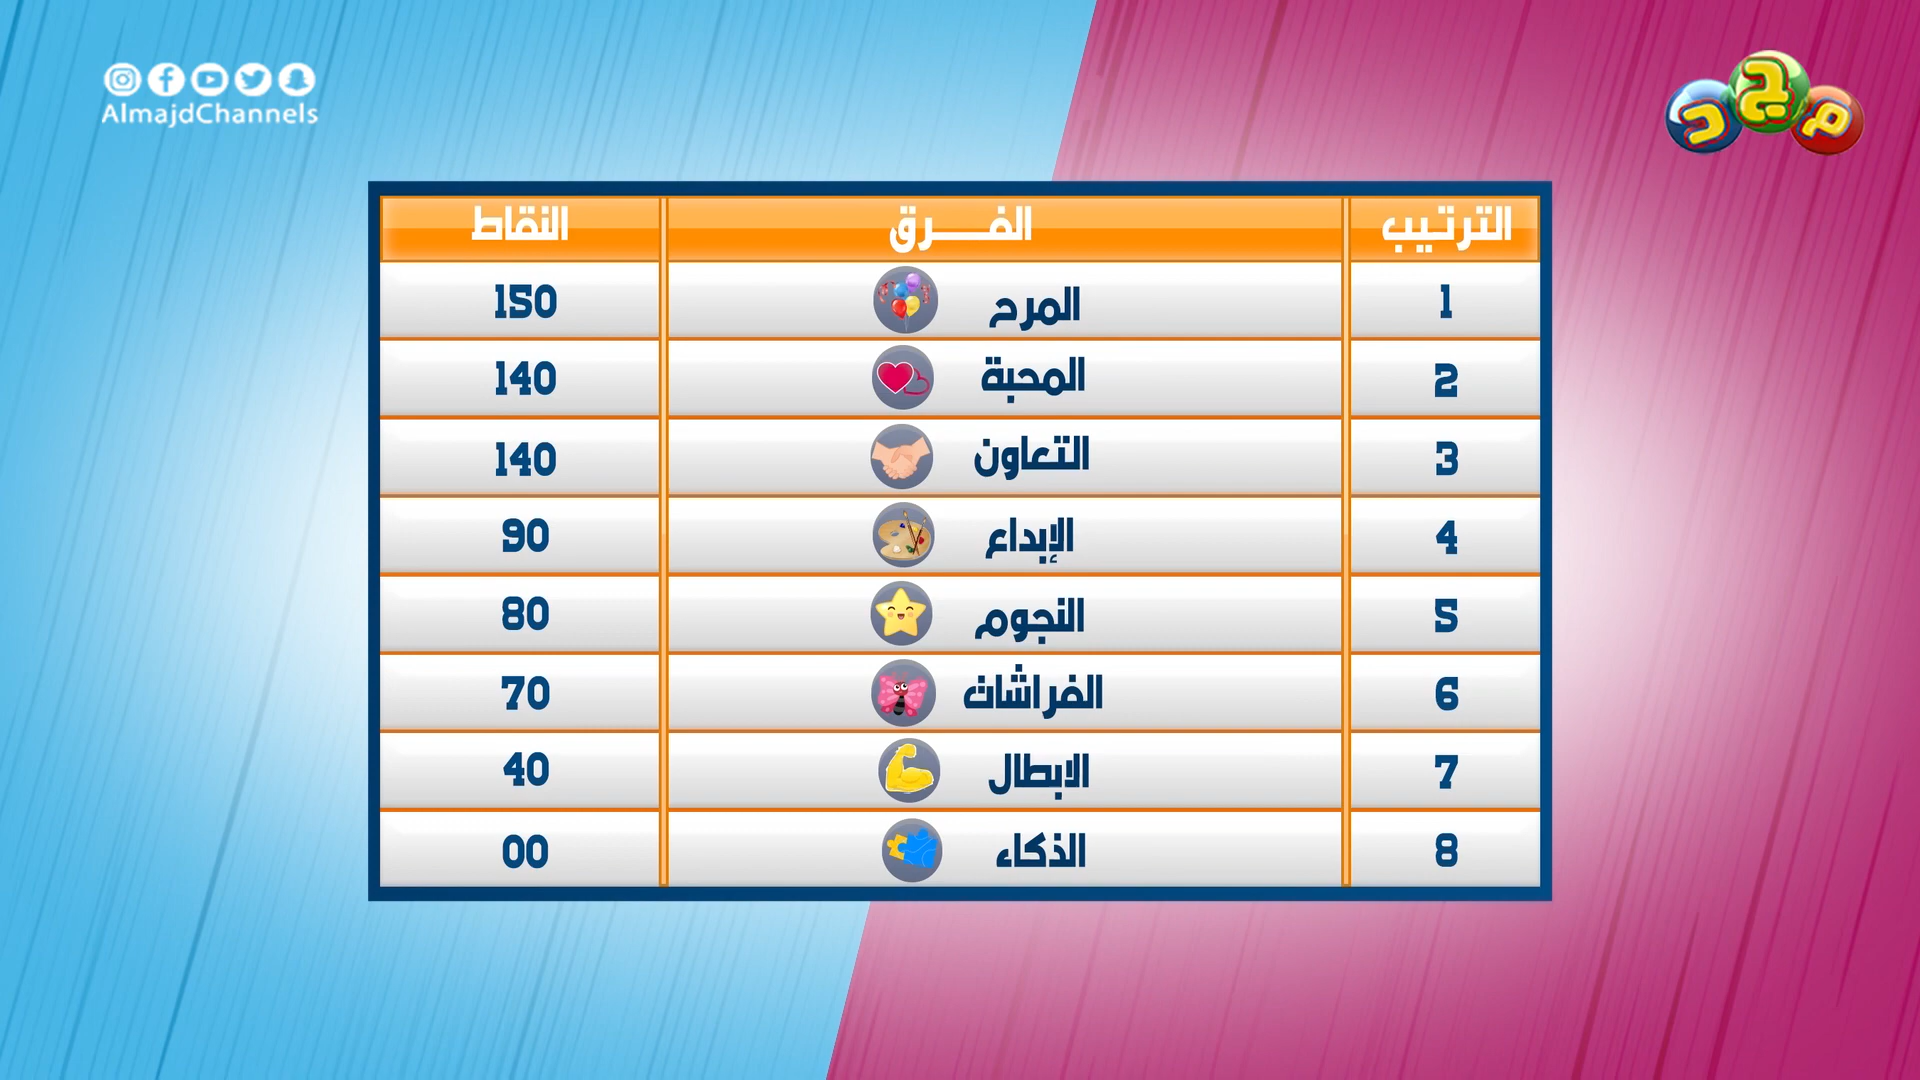 AlmajdChannels
مجد
الترتيب الفـــرق النقاط
1 المرح 150
2 المحبة 140
3 التعاون 140
4 الإبداع 90
5 النجوم 80
6 الفراشات 70
7 الابطال 40
8 الذكاء 00